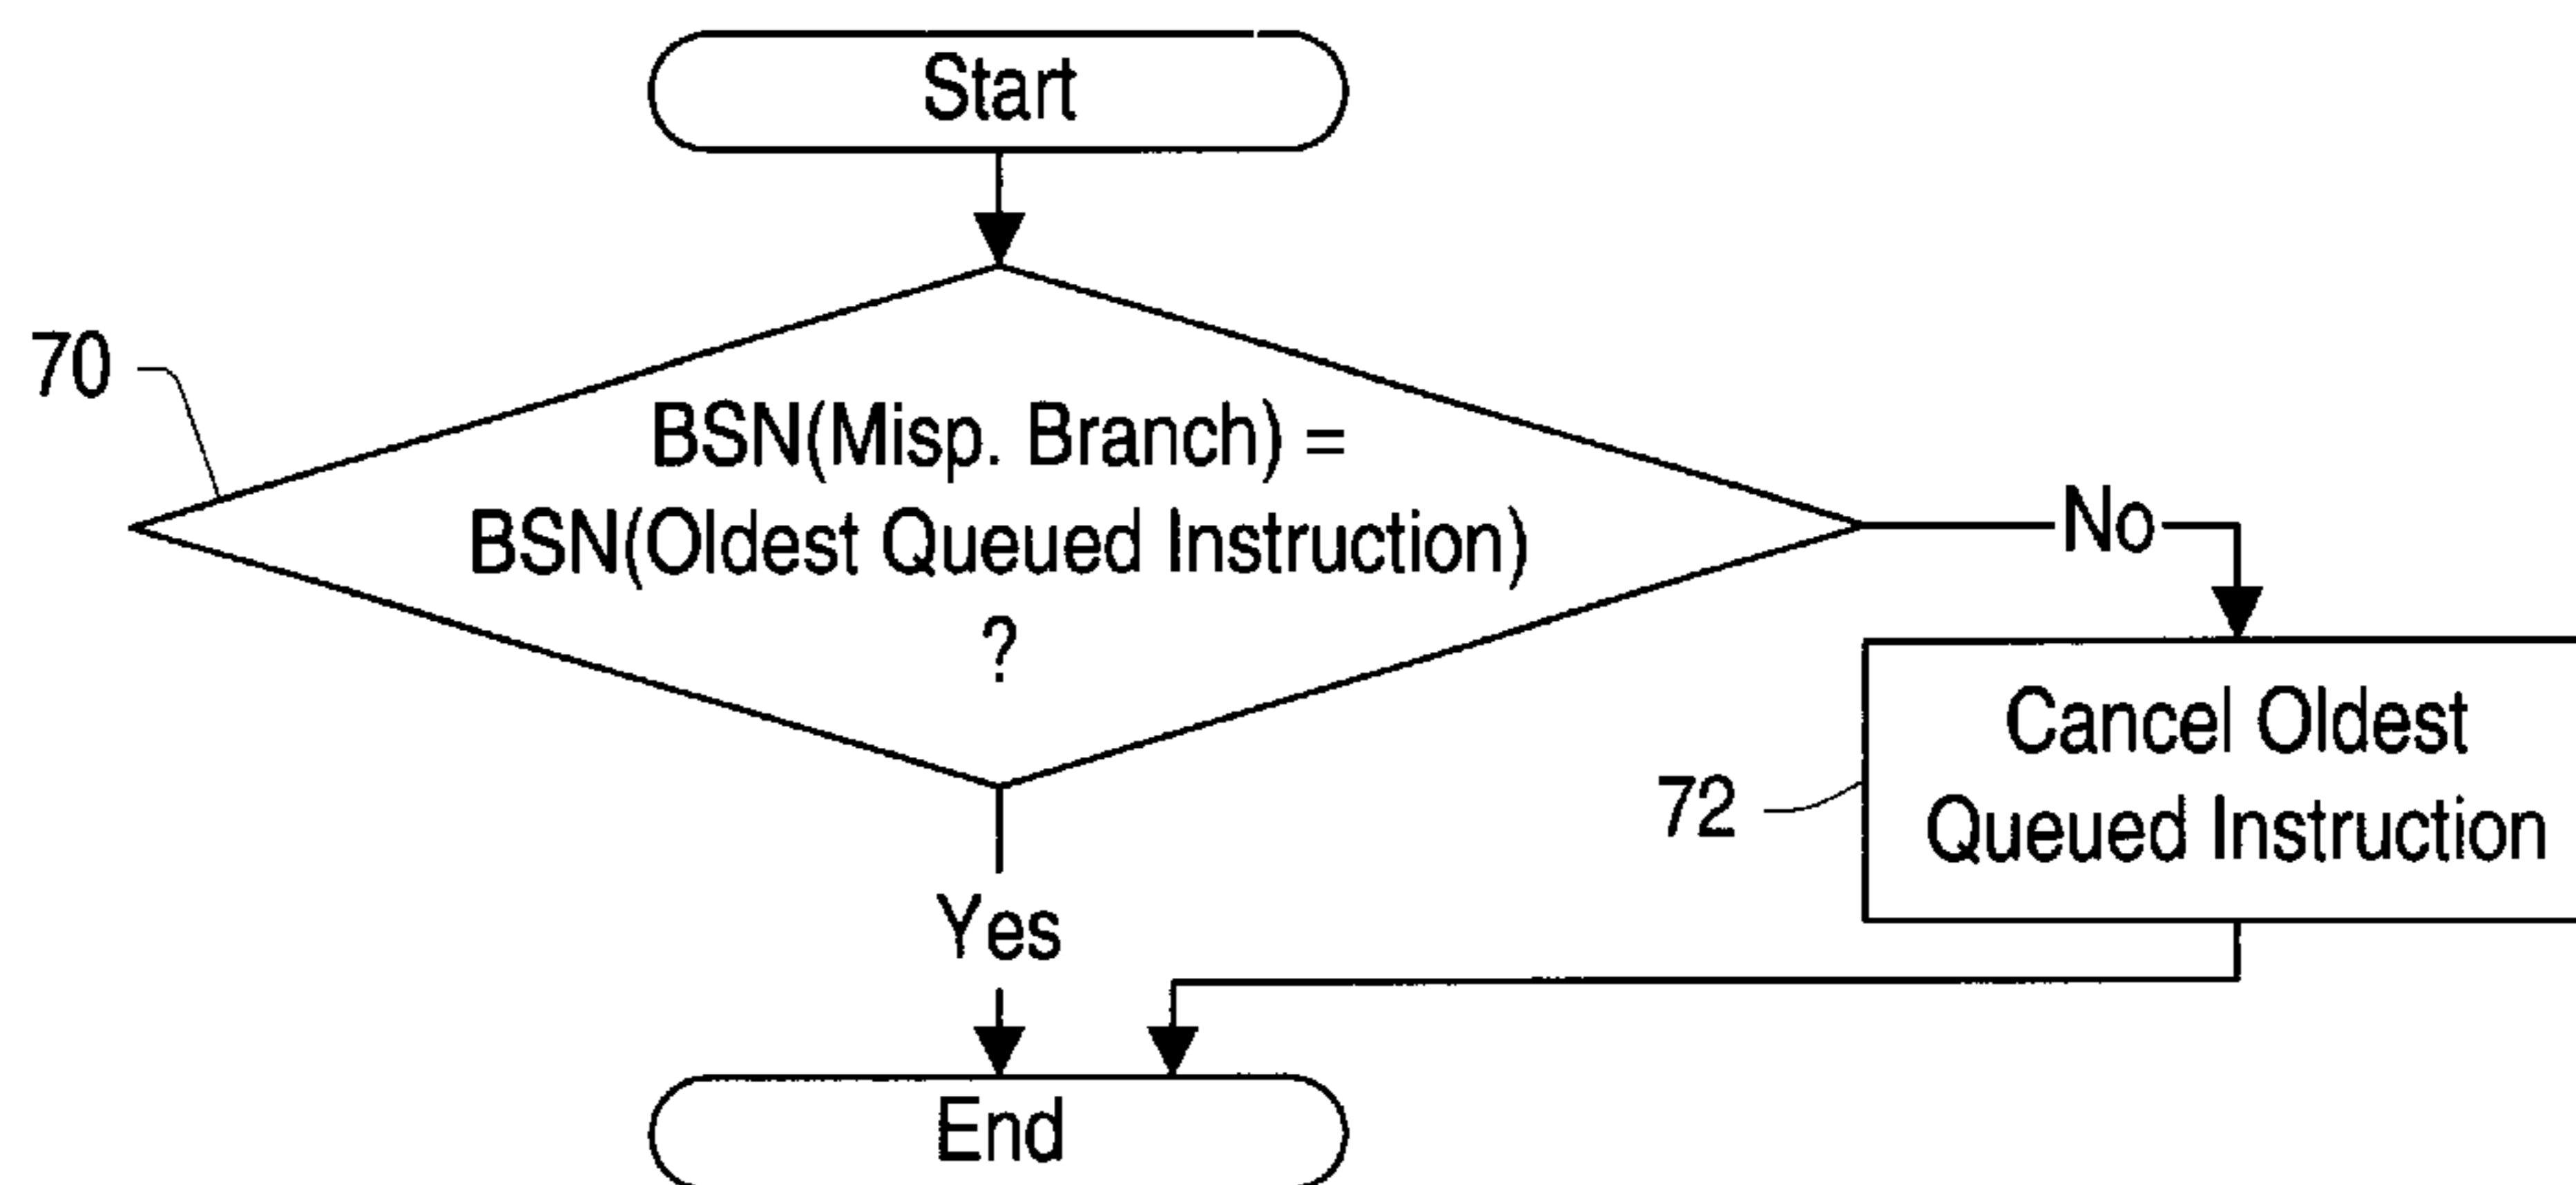 Start
70
BSN(Misp. Branch) =
BSN(Oldest Queued Instruction)
?
No
Cancel Oldest
Queued Instruction
72
Yes
End